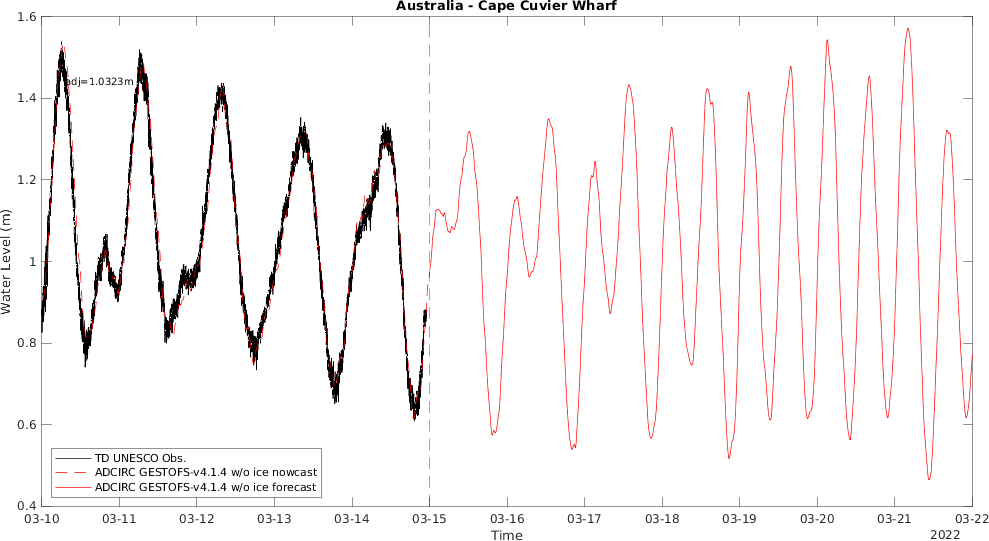 Australia - Cape Cuvier Wharf
1.6
1.4
1.2
1
0.8
0.6
0.4
Water Level (m)
adj=1.0323m
TD UNESCO Obs.
ADCIRC GESTOFS-v4.1.4 w/o ice nowcast
ADCIRC GESTOFS-v4.1.4 w/o ice forecast
03-10 03-11 03-12 03-13 03-14 03-15 03-16 03-17 03-18 03-19 03-20 03-21 03-22
Time
2022